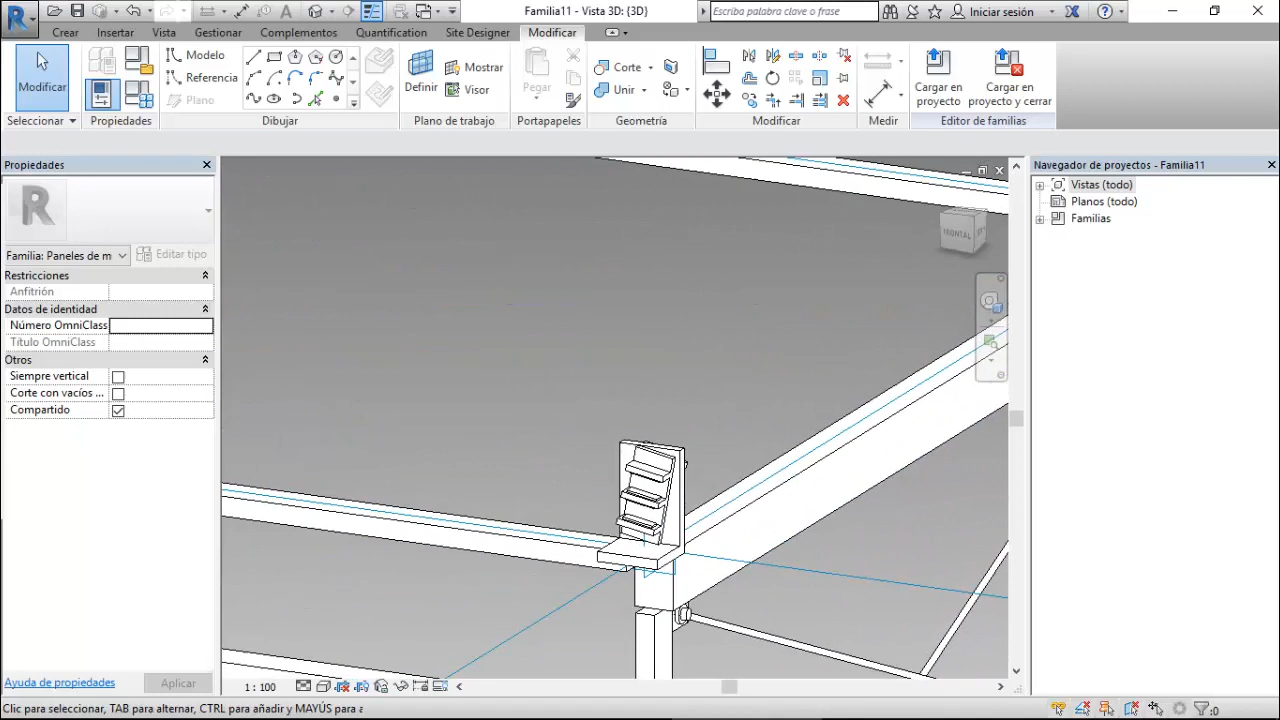 Familia11 - Vista 3D: {3D}
Escriba palabra clave o frase
Iniciar sesión
Crear Insertar Vista Gestionar Complementos Quantification Site Designer Modificar
Modificar
Modelo
Referencia
Plano
Definir
Mostrar
Visor
Pegar
Corte
Unir
Cargar en proyecto
Cargar en proyecto y cerrar
Seleccionar Propiedades Dibujar Plano de trabajo Portapapeles Geometría Modificar Medir Editor de familias
Propiedades
Familia: Paneles de m
Editar tipo
Restricciones
Anfitrión
Datos de identidad
Número OmniClass
Título OmniClass
Otros
Siempre vertical
Corte con vacíos ...
Compartido
Ayuda de propiedades
Aplicar
FRONTAL
Navegador de proyectos - Familia11
Vistas (todo)
Planos (todo)
Familias
1 : 100
Clic para seleccionar, TAB para alternar, CTRL para añadir y MAYÚS para a
:0